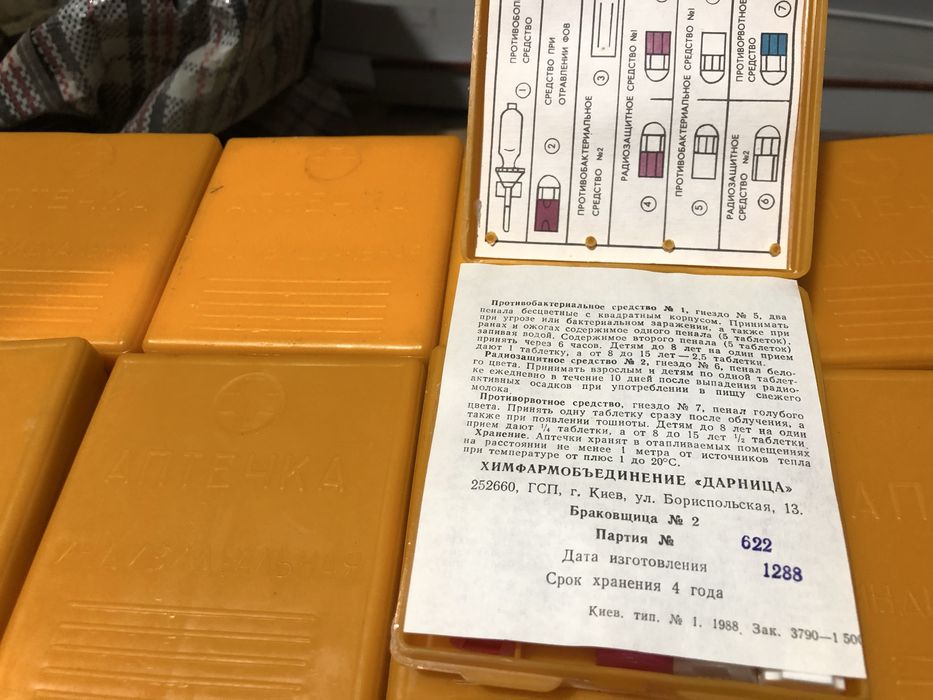 ПРОТИВОБОЛ
СРЕДСТВО
1
СРЕДСТВО ПРИ
ОТРАВЛЕНИИ ФОВ
2
ПРОТИВОБАКТЕРИАЛЬНОЕ
СРЕДСТВО №2
3
РАДИОЗАЩИТНОЕ СРЕДСТВО №1
4
ПРОТИВОБАКТЕРИАЛЬНОЕ СРЕДСТВО №1
5
РАДИОЗАЩИТНОЕ
СРЕДСТВО №2
6
ПРОТИВОРВОТНОЕ
СРЕДСТВО
7
Противобактериальное средство № 1, гнездо № 5, два
пенала бесцветные с квадратным корпусом. Принимать
при угрозе или бактериальном заражении, а также при
ранах и ожогах содержимое одного пенала (5 таблеток),
запивая водой. Содержимое второго пенала (5 таблеток)
принять через 6 часов. Детям до 8 лет на один прием
дают 1 таблетку, а от 8 до 15 лет — 2,5 таблетки.
Радиозащитное средство № 2, гнездо № 6, пенал бело-
го цвета. Принимать взрослым и детям по одной таблет-
ке ежедневно в течение 10 дней после выпадения радио-
активных осадков при употреблении в пищу свежего
молока.
Противорвотное средство, гнездо № 7, пенал голубого
цвета. Принять одну таблетку сразу после облучения, а
также при появлении тошноты. Детям до 8 лет на один
прием дают ¼ таблетки, а от 8 до 15 лет ½ таблетки.
Хранение. Аптечки хранят в отапливаемых помещениях
на расстоянии не менее 1 метра от источников тепла
при температуре от плюс 1 до 20°С.
ХИМФАРМОБЪЕДИНЕНИЕ «ДАРНИЦА»
252660, ГСП, г. Киев, ул. Бориспольская, 13.
Браковщица № 2
Партия № 622
Дата изготовления 1288
Срок хранения 4 года
Киев. тип. № 1. 1988. Зак. 3790—1 500
АПТЕЧКА